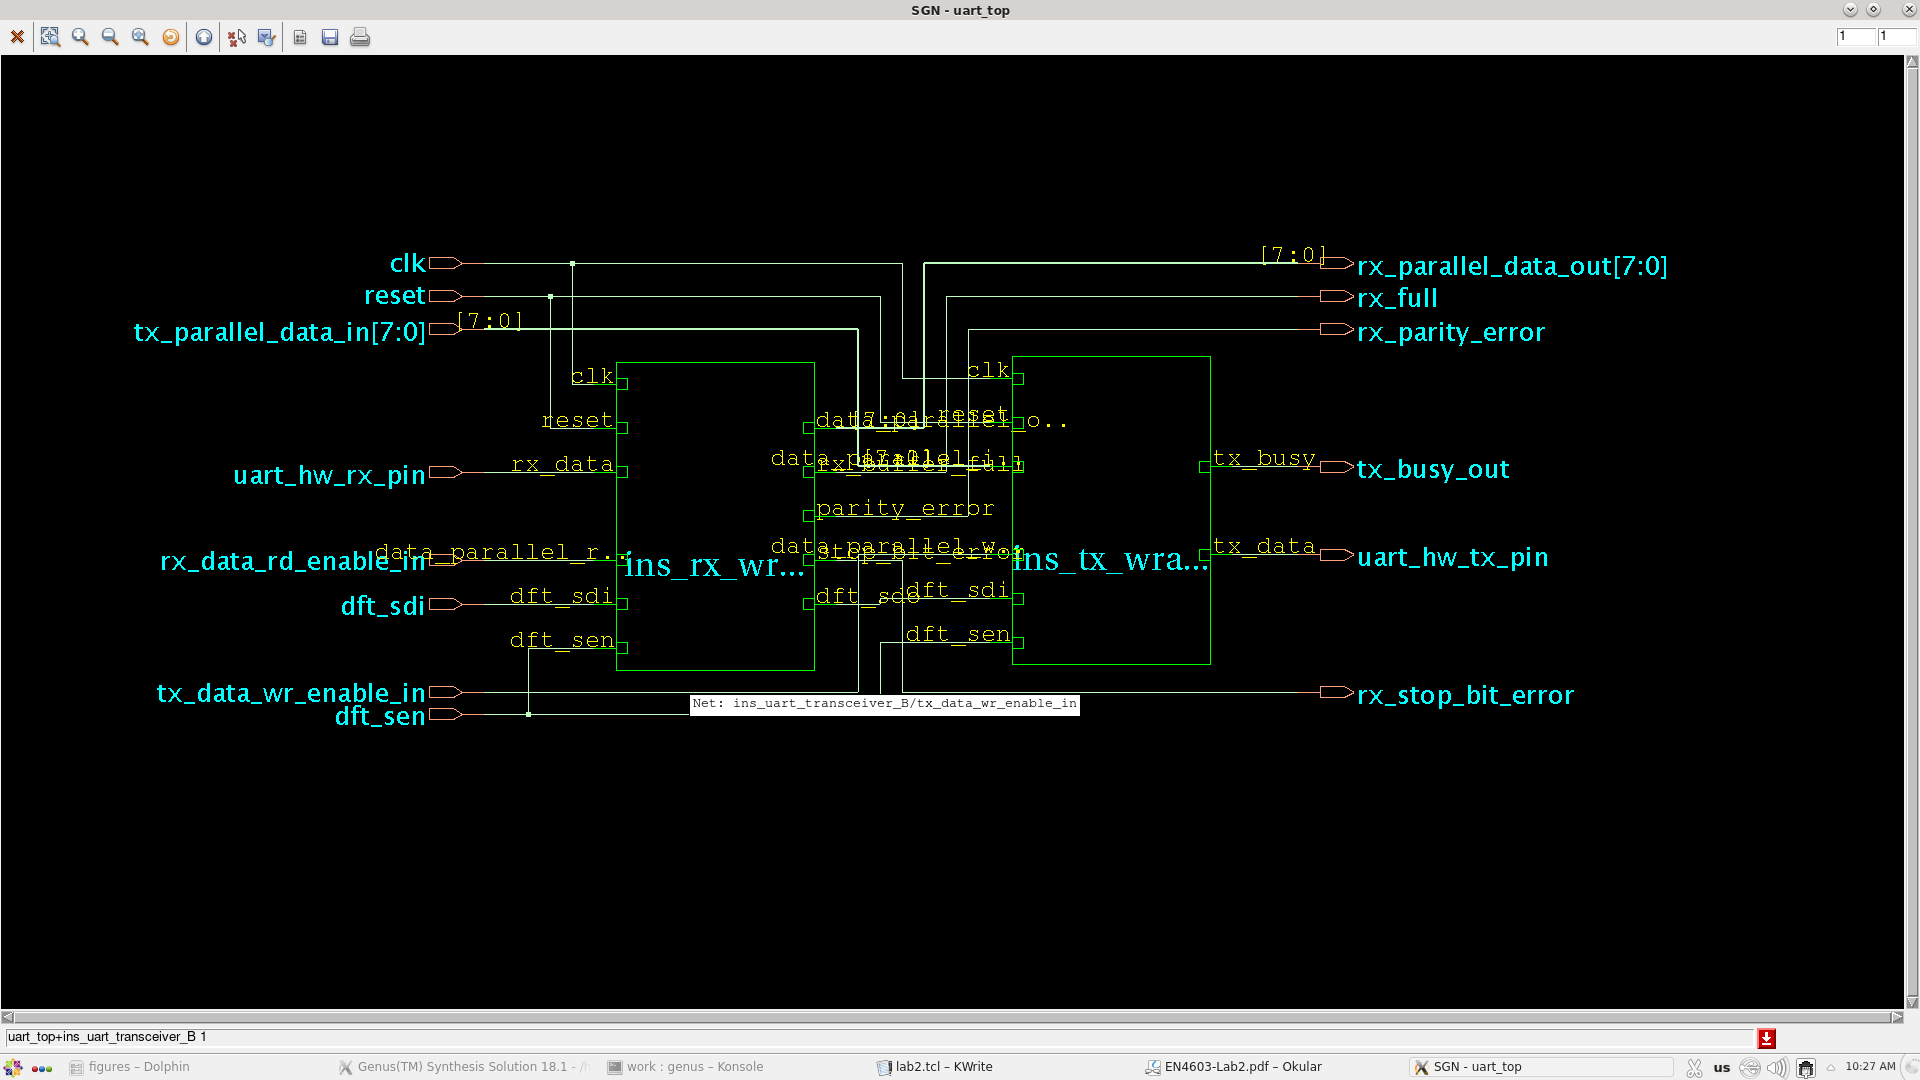 SGN - uart_top
1
1
clk
reset
tx_parallel_data_in[7:0]
[7:0]
uart_hw_rx_pin
rx_data_rd_enable_in
dft_sdi
tx_data_wr_enable_in
dft_sen
clk
reset
rx_data
data_parallel_r..
dft_sdi
dft_sen
ins_rx_wr...
data_parallel_o..
rx_buffer_full
parity_error
stop_bit_error
dft_sdo
clk
reset
[7:0]
data_parallel_i..
[7:0]
data_parallel_w..
dft_sdi
dft_sen
ins_tx_wra...
tx_busy
tx_data
[7:0]
rx_parallel_data_out[7:0]
rx_full
rx_parity_error
tx_busy_out
uart_hw_tx_pin
rx_stop_bit_error
Net: ins_uart_transceiver_B/tx_data_wr_enable_in
uart_top+ins_uart_transceiver_B 1
figures – Dolphin
Genus(TM) Synthesis Solution 18.1 - /h
work : genus – Konsole
lab2.tcl – KWrite
EN4603-Lab2.pdf – Okular
SGN - uart_top
us
10:27 AM